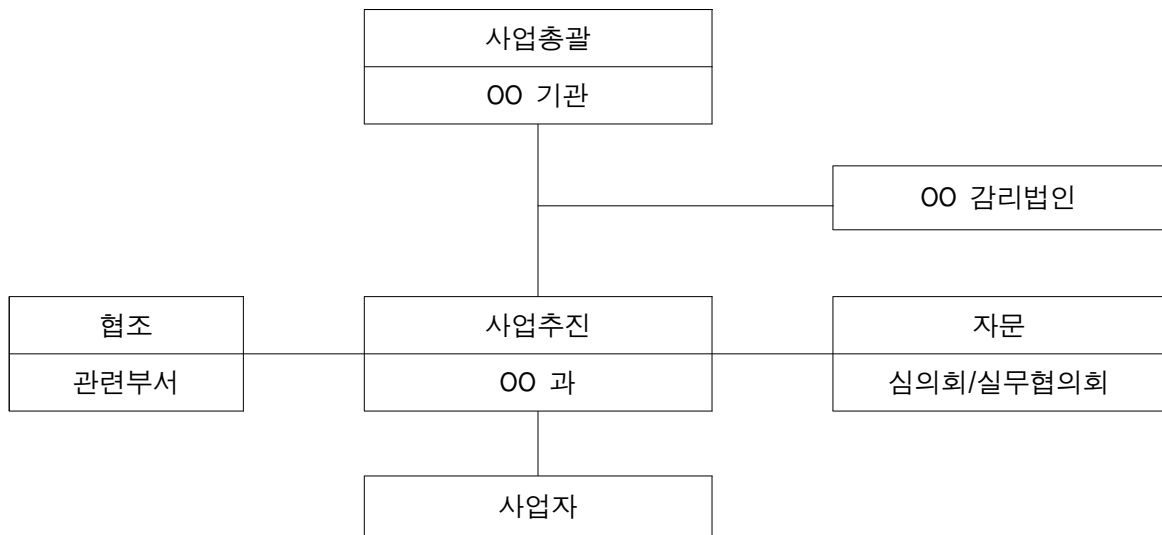 사업총괄
OO 기관
OO 감리법인
협조
사업추진
자문
관련부서
OO 과
심의회/실무협의회
사업자